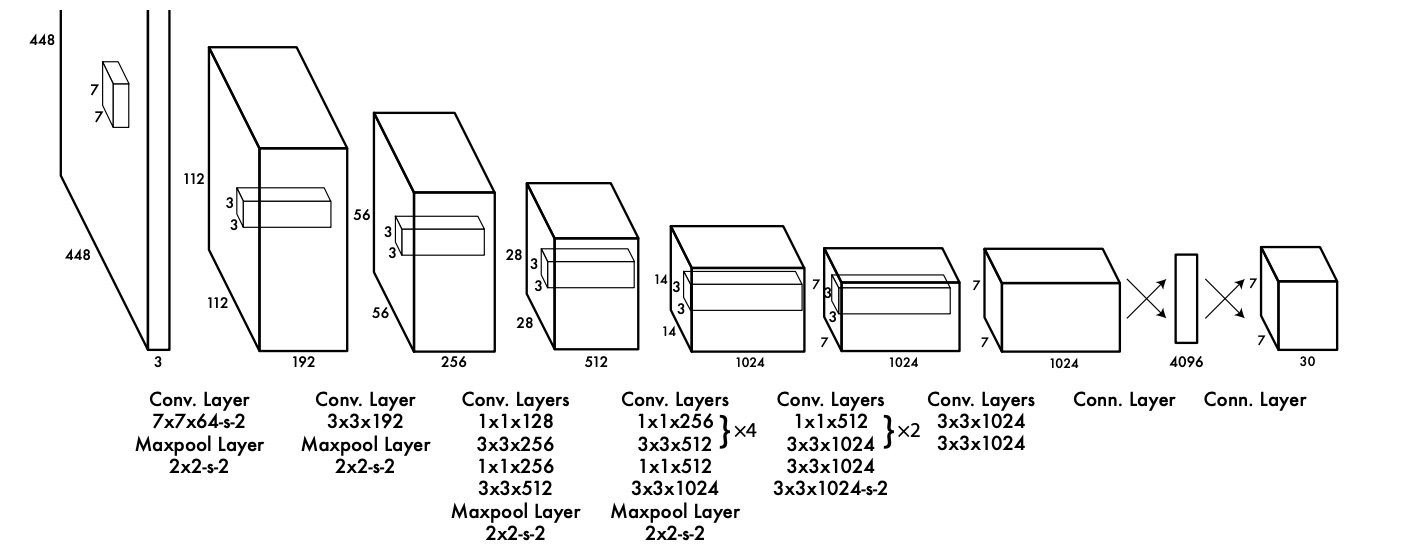 448
7
7
448
3
112
3
3
112
192
56
3
3
56
256
28
3
3
28
512
14
3
3
14
1024
7
3
3
7
1024
7
7
1024
4096
7
7
30
Conv. Layer
7x7x64-s-2
Maxpool Layer
2x2-s-2
Conv. Layer
3x3x192
Maxpool Layer
2x2-s-2
Conv. Layers
1x1x128
3x3x256
1x1x256
3x3x512
Maxpool Layer
2x2-s-2
Conv. Layers
1x1x256
3x3x512
} ×4
1x1x512
3x3x1024
Maxpool Layer
2x2-s-2
Conv. Layers
1x1x512
3x3x1024
} ×2
3x3x1024
3x3x1024-s-2
Conv. Layers
3x3x1024
3x3x1024
Conn. Layer
Conn. Layer